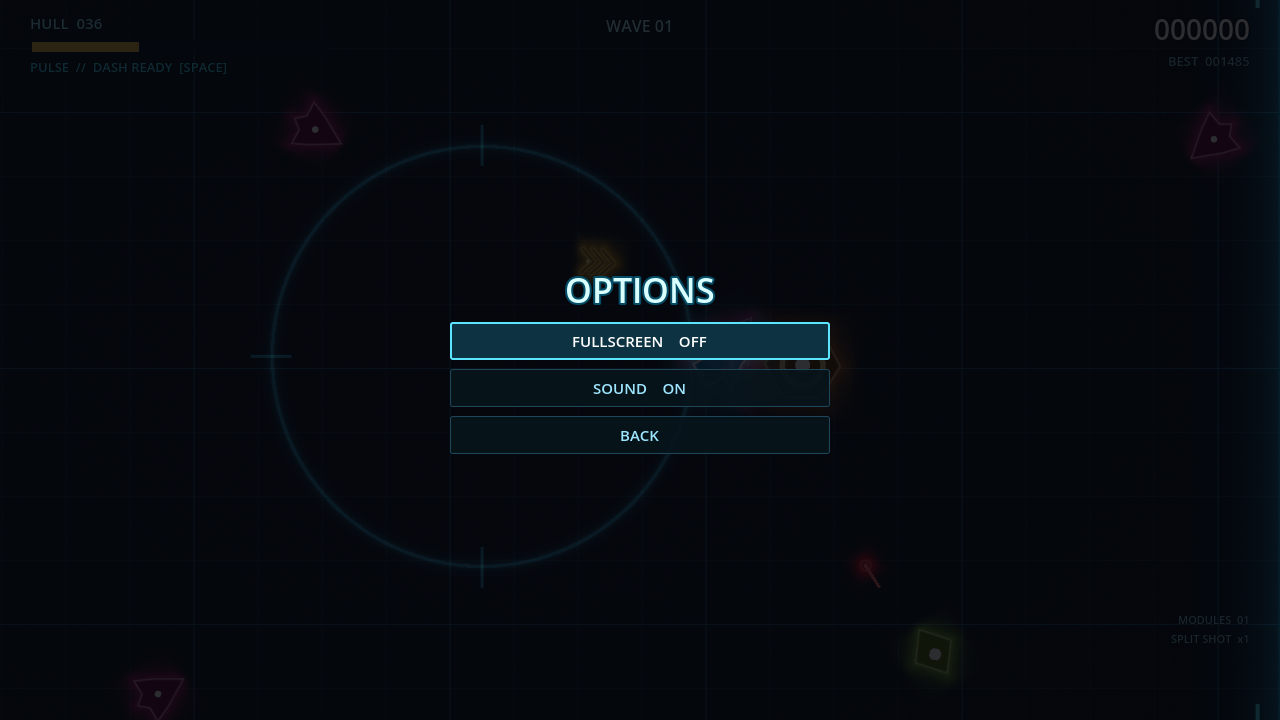 HULL 036
WAVE 01
000000
PULSE // DASH READY [SPACE]
BEST 001485
OPTIONS
FULLSCREEN OFF
SOUND ON
BACK
MODULES 01
SPLIT SHOT x1